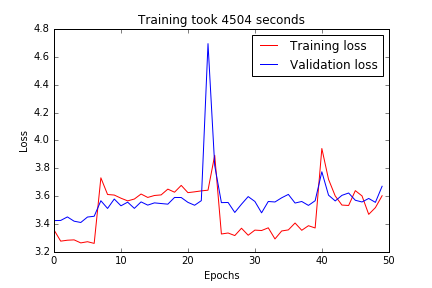 Training took 4504 seconds
Training loss
Validation loss
4.8
4.6
4.4
4.2
4.0
3.8
3.6
3.4
3.2
Loss
0 10 20 30 40 50
Epochs